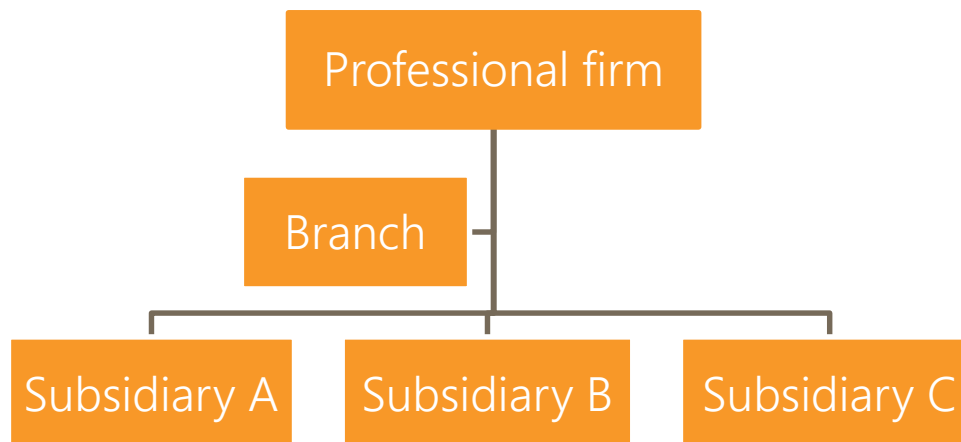 Professional firm
Branch
Subsidiary A
Subsidiary B
Subsidiary C